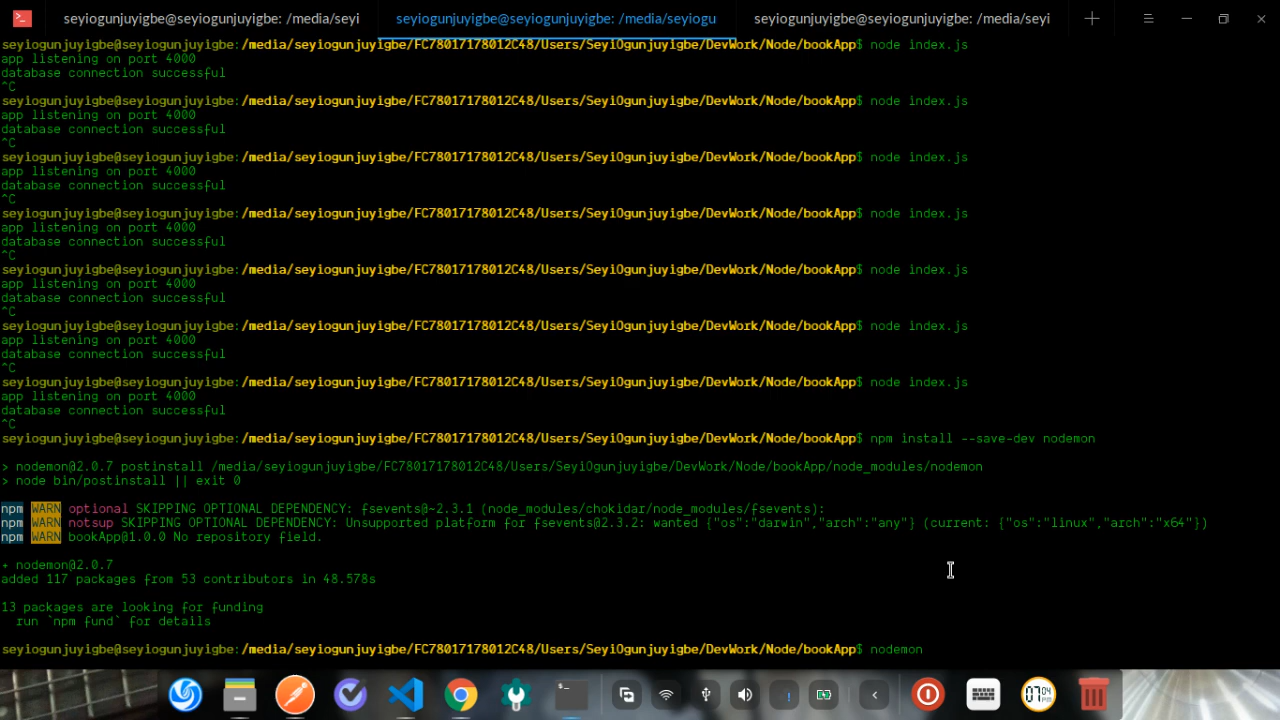 seyiogunjuyigbe@seyiogunjuyigbe: /media/seyi
seyiogunjuyigbe@seyiogunjuyigbe: /media/seyiogu
seyiogunjuyigbe@seyiogunjuyigbe: /media/seyi
seyiogunjuyigbe@seyiogunjuyigbe:/media/seyiogunjuyigbe/FC78017178012C48/Users/SeyiOgunjuyigbe/DevWork/Node/bookApp$ node index.js
app listening on port 4000
database connection successful
^C
seyiogunjuyigbe@seyiogunjuyigbe:/media/seyiogunjuyigbe/FC78017178012C48/Users/SeyiOgunjuyigbe/DevWork/Node/bookApp$ node index.js
app listening on port 4000
database connection successful
^C
seyiogunjuyigbe@seyiogunjuyigbe:/media/seyiogunjuyigbe/FC78017178012C48/Users/SeyiOgunjuyigbe/DevWork/Node/bookApp$ node index.js
app listening on port 4000
database connection successful
^C
seyiogunjuyigbe@seyiogunjuyigbe:/media/seyiogunjuyigbe/FC78017178012C48/Users/SeyiOgunjuyigbe/DevWork/Node/bookApp$ node index.js
app listening on port 4000
database connection successful
^C
seyiogunjuyigbe@seyiogunjuyigbe:/media/seyiogunjuyigbe/FC78017178012C48/Users/SeyiOgunjuyigbe/DevWork/Node/bookApp$ node index.js
app listening on port 4000
database connection successful
^C
seyiogunjuyigbe@seyiogunjuyigbe:/media/seyiogunjuyigbe/FC78017178012C48/Users/SeyiOgunjuyigbe/DevWork/Node/bookApp$ node index.js
app listening on port 4000
database connection successful
^C
seyiogunjuyigbe@seyiogunjuyigbe:/media/seyiogunjuyigbe/FC78017178012C48/Users/SeyiOgunjuyigbe/DevWork/Node/bookApp$ node index.js
app listening on port 4000
database connection successful
^C
seyiogunjuyigbe@seyiogunjuyigbe:/media/seyiogunjuyigbe/FC78017178012C48/Users/SeyiOgunjuyigbe/DevWork/Node/bookApp$ npm install --save-dev nodemon
> nodemon@2.0.7 postinstall /media/seyiogunjuyigbe/FC78017178012C48/Users/SeyiOgunjuyigbe/DevWork/Node/bookApp/node_modules/nodemon
> node bin/postinstall || exit 0
npm WARN optional SKIPPING OPTIONAL DEPENDENCY: fsevents@~2.3.1 (node_modules/chokidar/node_modules/fsevents):
npm WARN notsup SKIPPING OPTIONAL DEPENDENCY: Unsupported platform for fsevents@2.3.2: wanted {"os":"darwin","arch":"any"} (current: {"os":"linux","arch":"x64"})
npm WARN bookApp@1.0.0 No repository field.
+ nodemon@2.0.7
added 117 packages from 53 contributors in 48.578s
13 packages are looking for funding
run `npm fund` for details
seyiogunjuyigbe@seyiogunjuyigbe:/media/seyiogunjuyigbe/FC78017178012C48/Users/SeyiOgunjuyigbe/DevWork/Node/bookApp$ nodemon